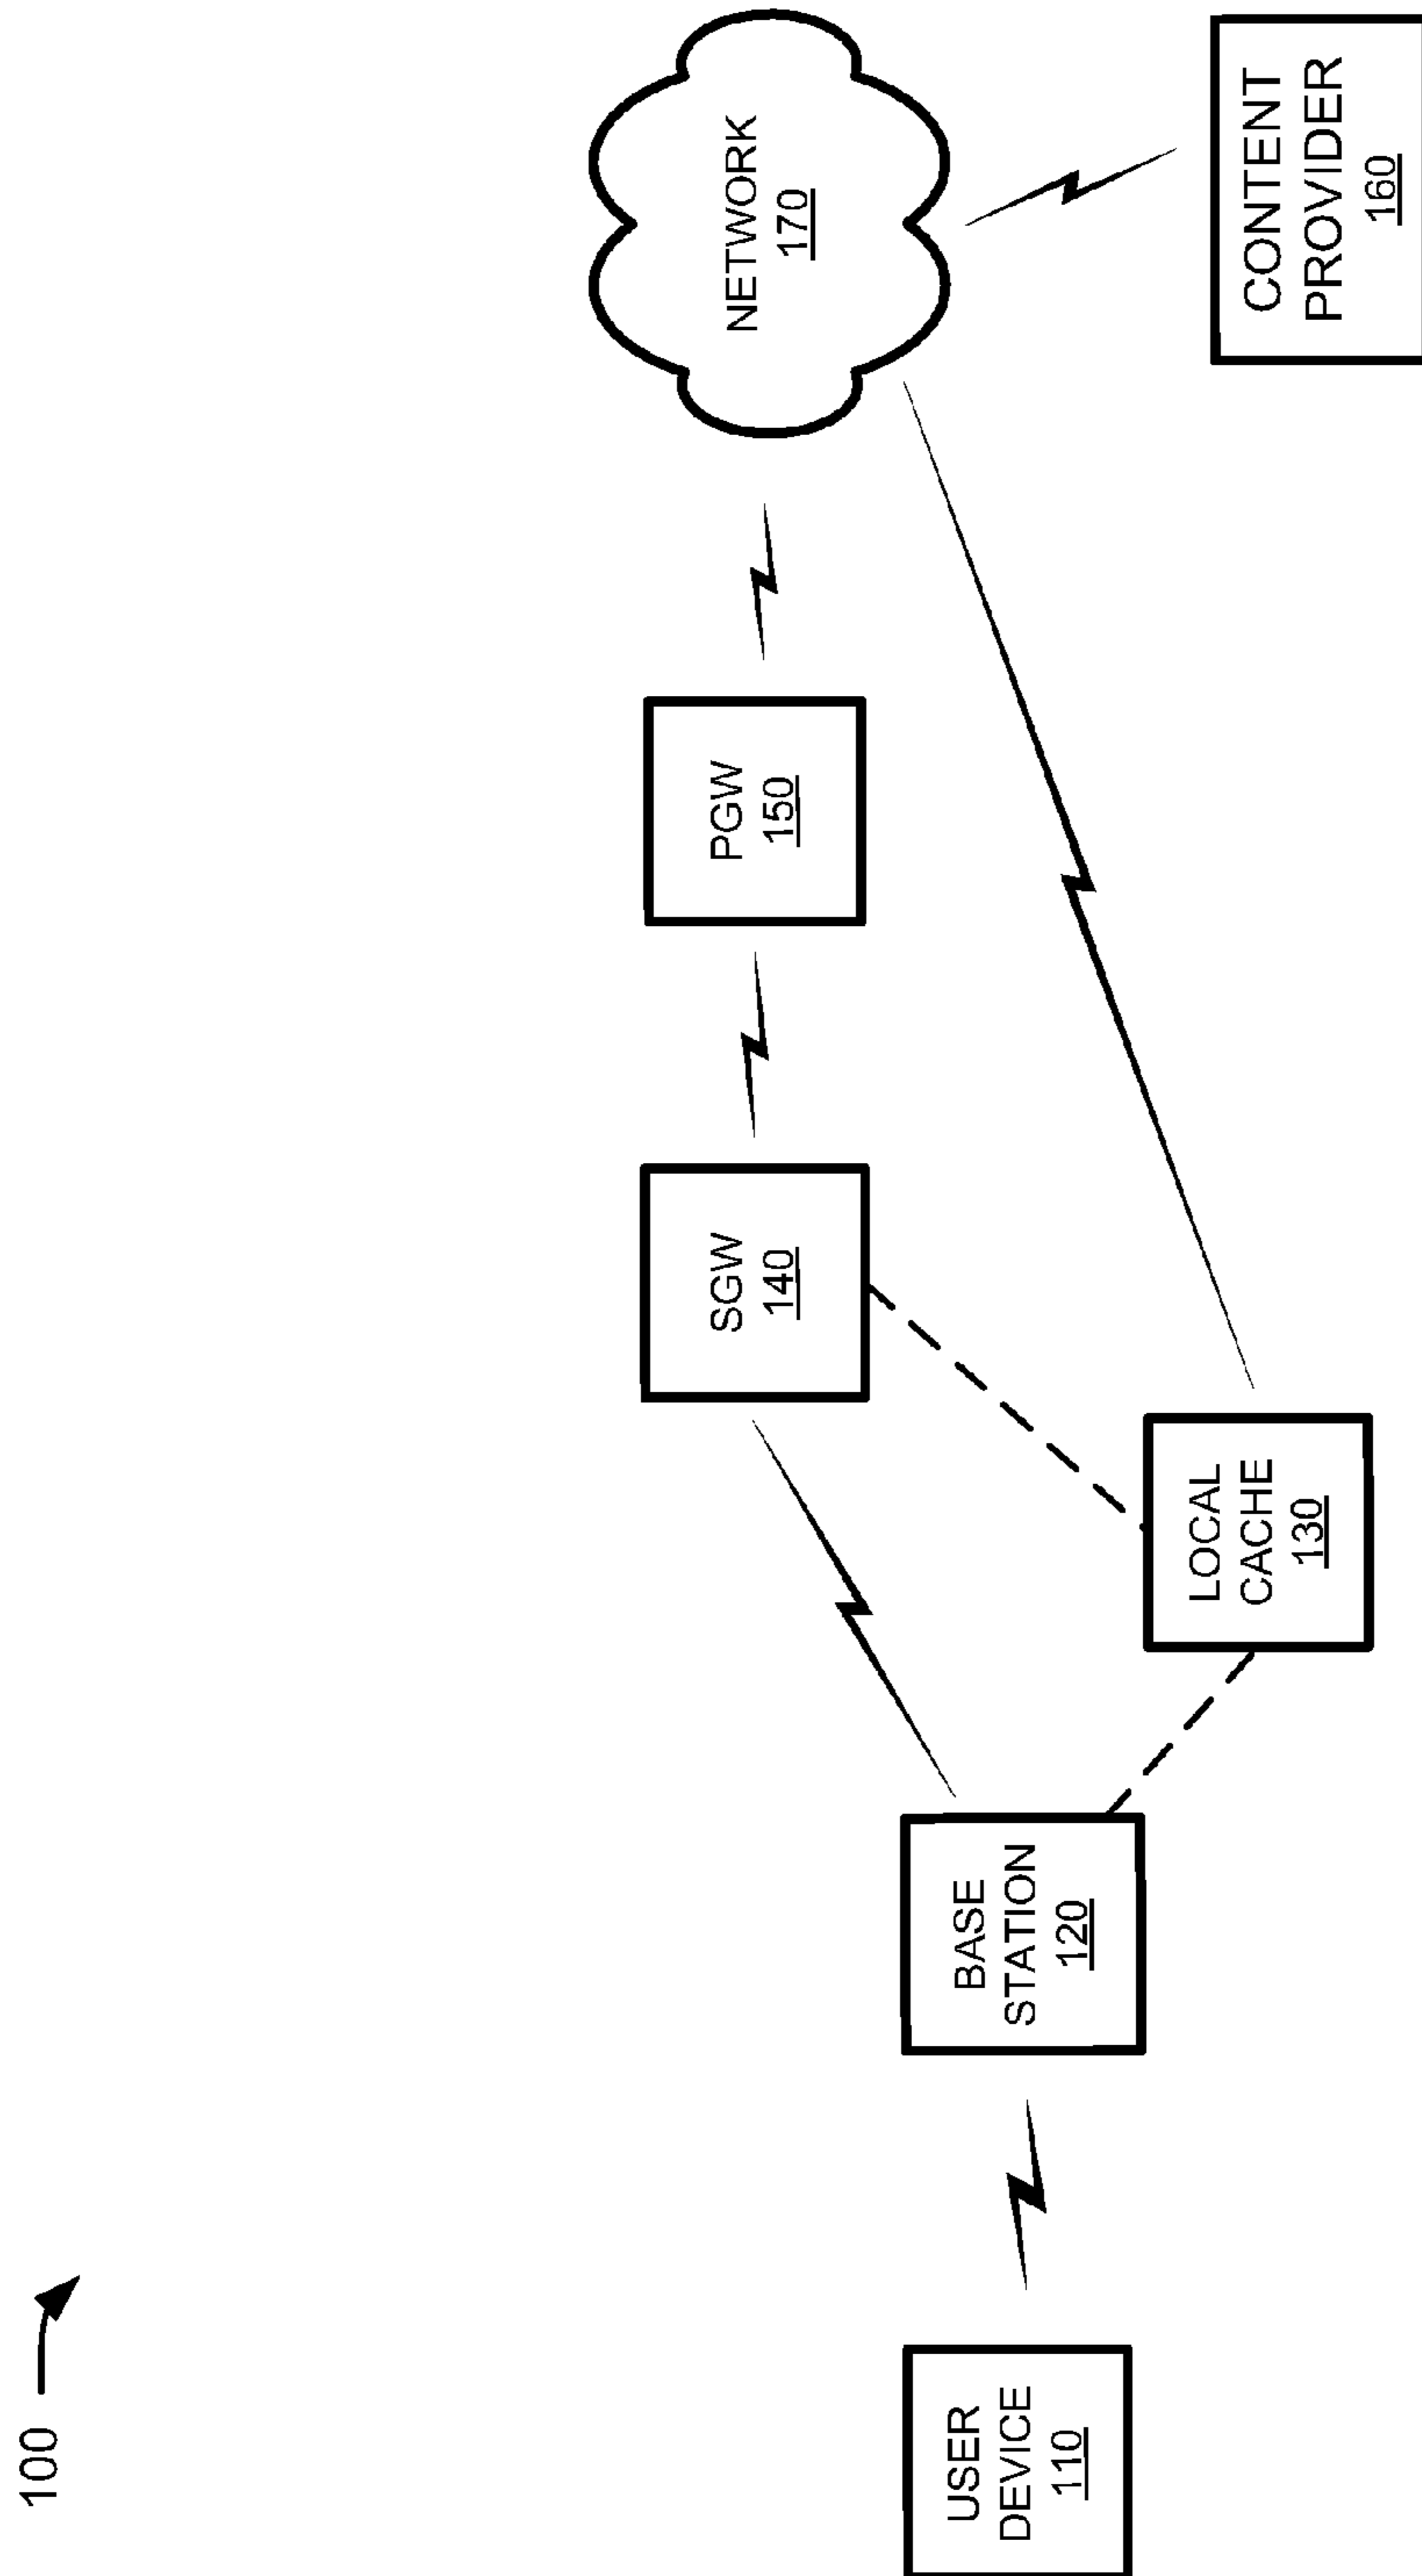 100
USER
DEVICE
110
BASE
STATION
120
LOCAL
CACHE
130
SGW
140
PGW
150
NETWORK
170
CONTENT
PROVIDER
160